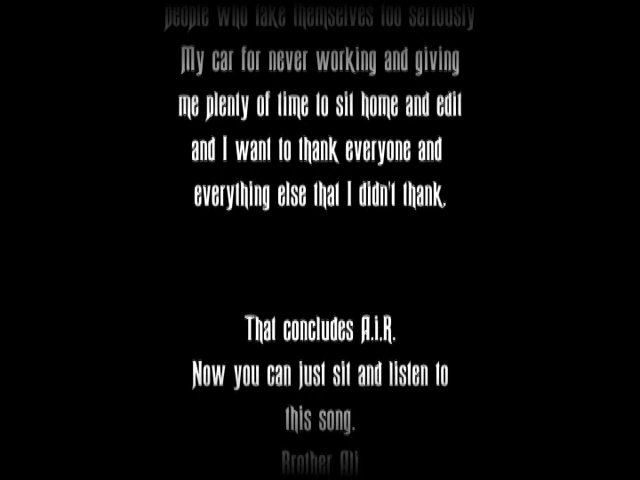 people who take themselves too seriously
My car for never working and giving
me plenty of time to sit home and edit
and I want to thank everyone and
everything else that I didn't thank.
That concludes A.i.R.
Now you can just sit and listen to
this song.
Brother Ali